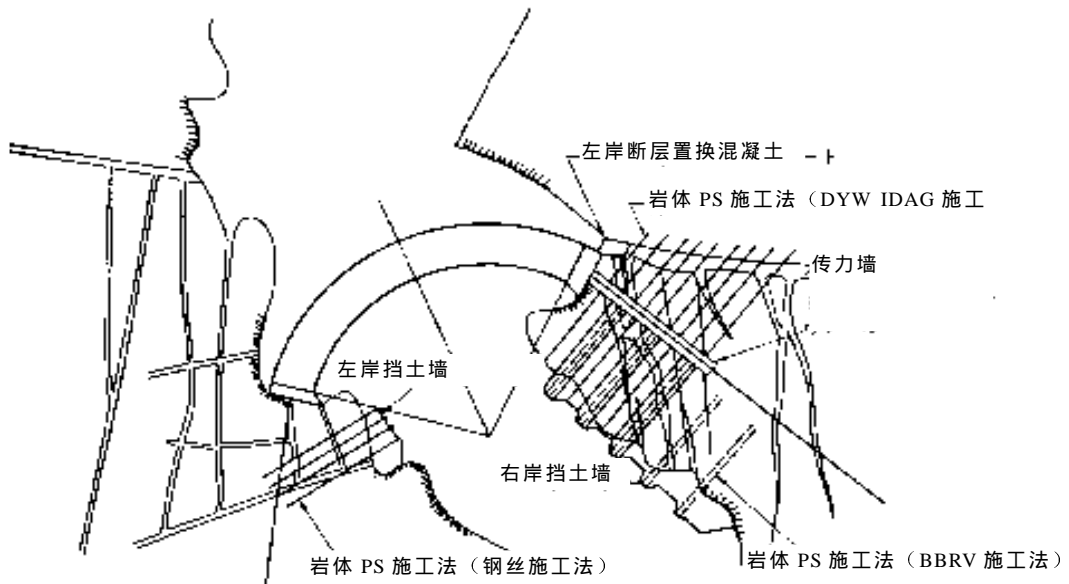 左岸断层置换混凝土
岩体 PS 施工法（DYW IDAG 施工
传力墙
左岸挡土墙
右岸挡土墙
岩体 PS 施工法（钢丝施工法）
岩体 PS 施工法（BBRV 施工法）